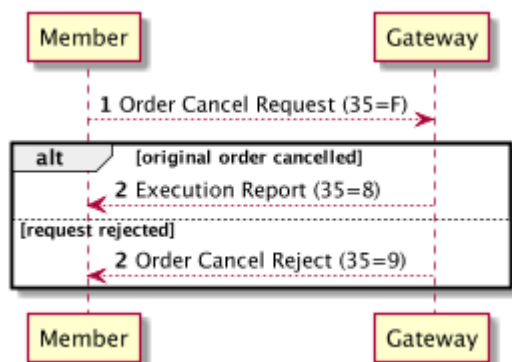 Member Gateway
1 Order Cancel Request (35=F)
alt [original order cancelled]
2 Execution Report (35=8)
[request rejected]
2 Order Cancel Reject (35=9)
Member Gateway